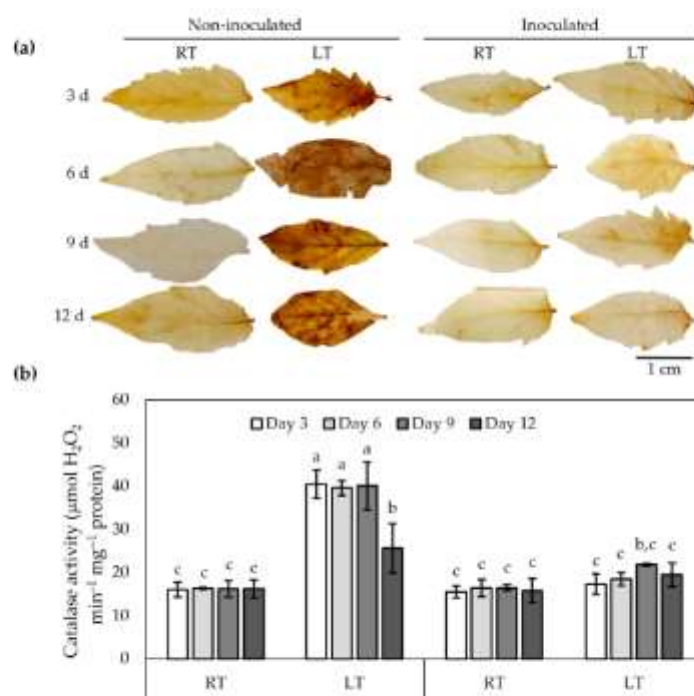 Non-inoculated Inoculated
(a) RT LT RT LT
3 d
6 d
9 d
12 d
1 cm
(b)
Catalase activity (μmol H₂O₂
min⁻¹ mg⁻¹ protein)
60
50
40
30
20
10
0
Day 3 Day 6 Day 9 Day 12
a a a b
c c c c c c c c c c b,c c
RT LT RT LT